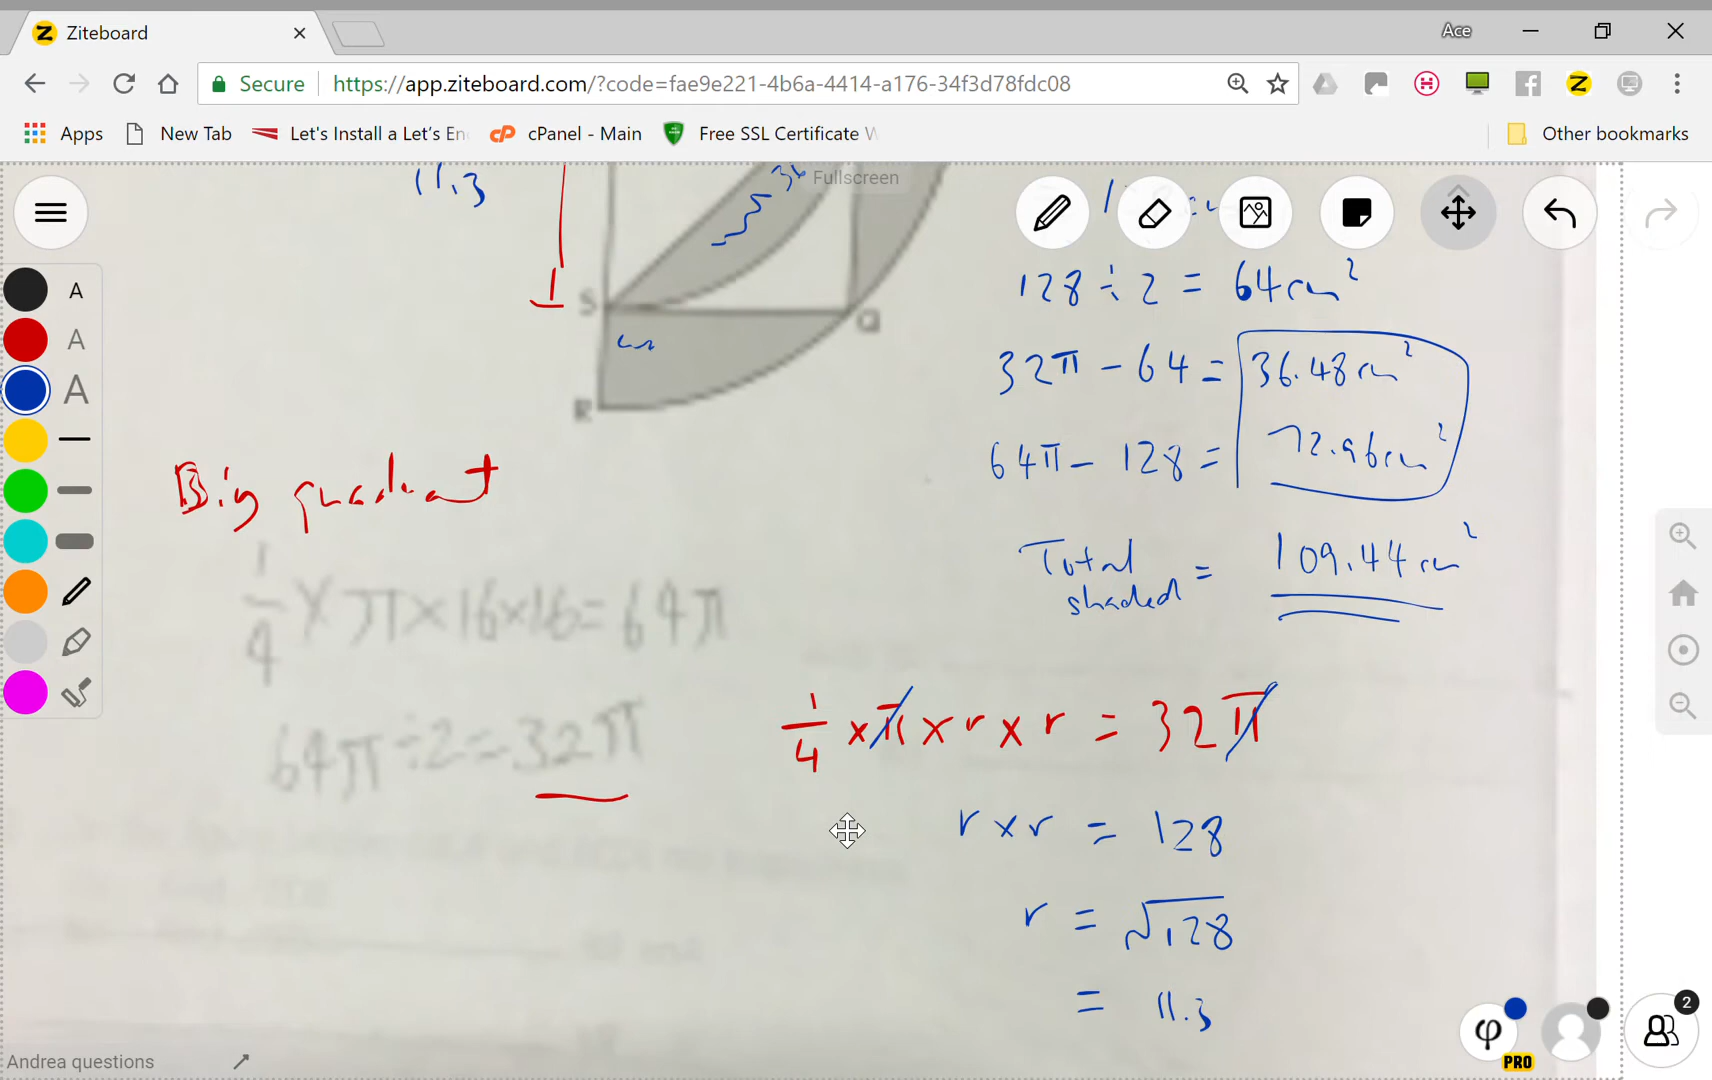 Ziteboard
Ace
Secure https://app.ziteboard.com/?code=fae9e221-4b6a-4414-a176-34f3d78fdc08
Apps New Tab Let's Install a Let's En cPanel - Main Free SSL Certificate W Other bookmarks
Fullscreen
11.3
128 ÷ 2 = 64cm²
S
Q
R
32π - 64 = 36.48cm²
64π - 128 = 72.96cm²
A
A
A
Big quadrant
Total shaded = 109.44cm²
1/4 × π × 16 × 16 = 64π
64π ÷ 2 = 32π
1/4 × π × r × r = 32π
r × r = 128
r = √128
= 11.3
φ
PRO
2
Andrea questions